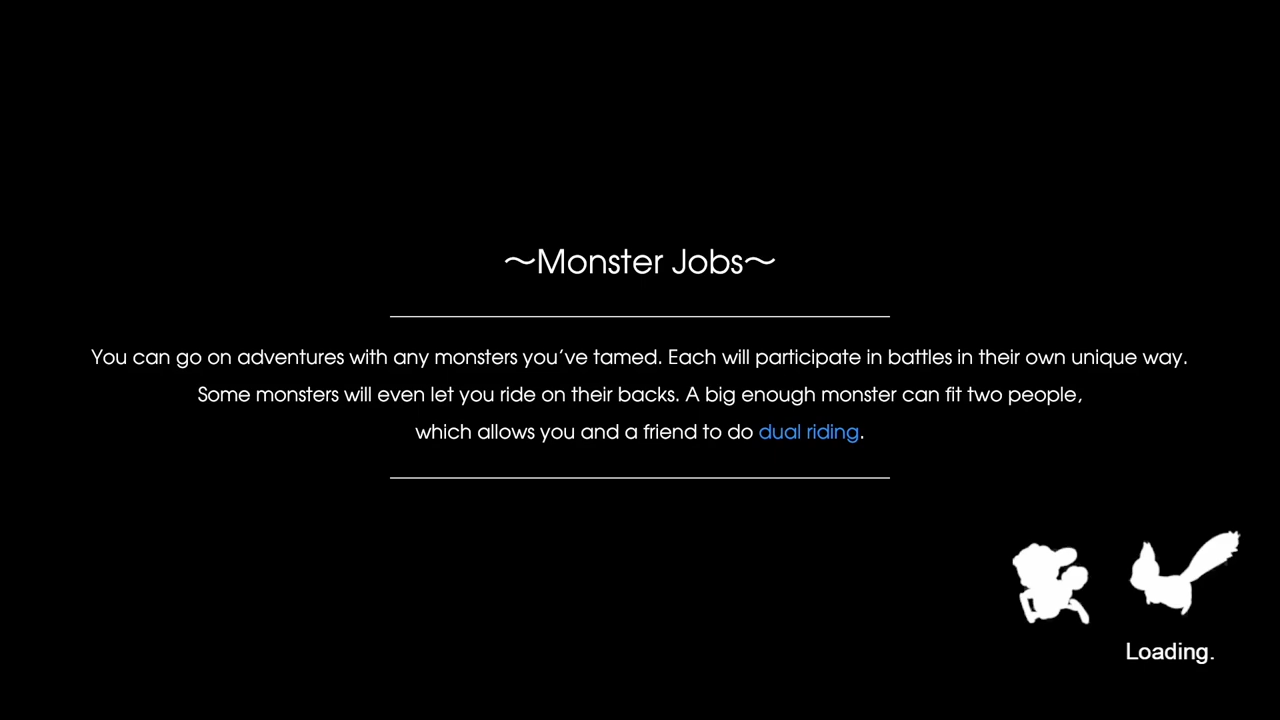 ～Monster Jobs～
You can go on adventures with any monsters you've tamed. Each will participate in battles in their own unique way.
Some monsters will even let you ride on their backs. A big enough monster can fit two people,
which allows you and a friend to do dual riding.
Loading.